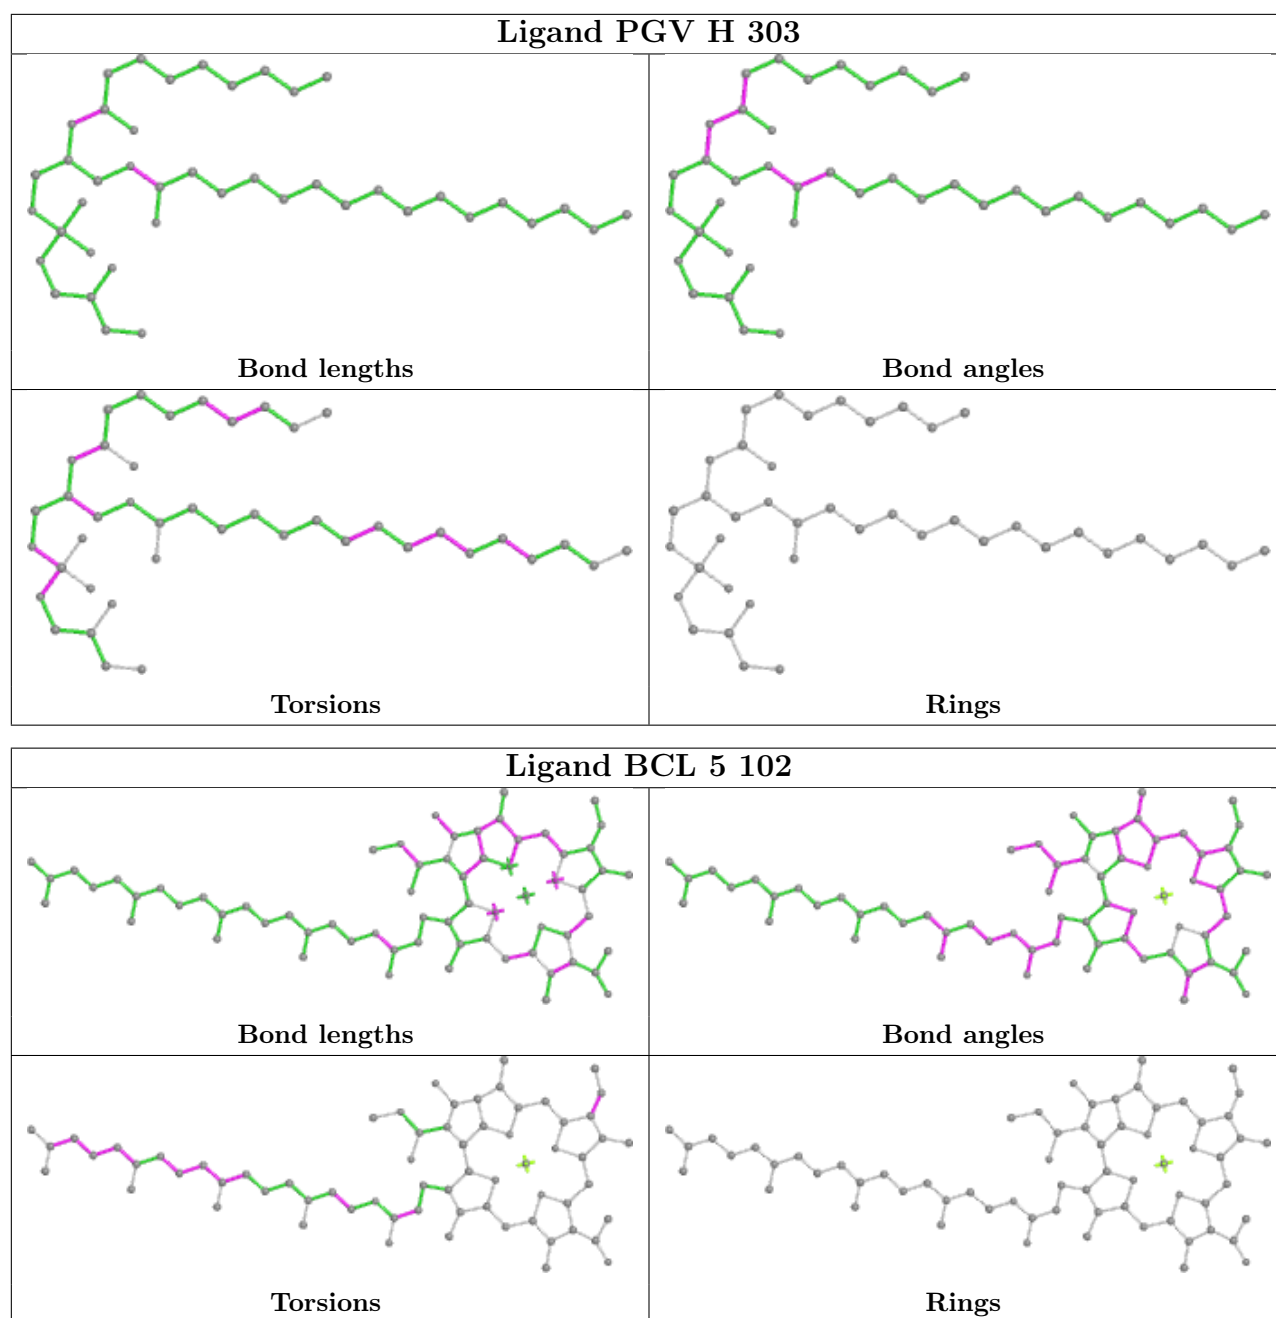 Ligand PGV H 303
Bond lengths
Bond angles
Torsions
Rings
Ligand BCL 5 102
Bond lengths
Bond angles
Torsions
Rings